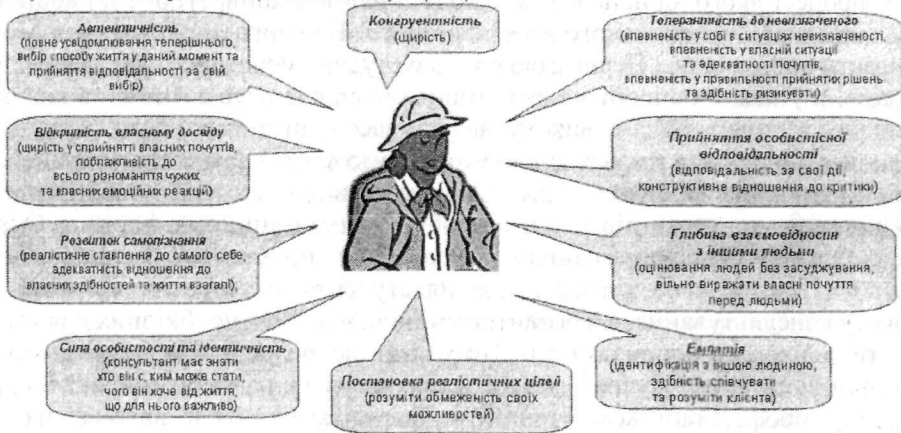 Автентичність
(повне усвідомлювання теперішнього,
вибір способу життя у даний момент та
прийняття відповідальності за свій
вибір)
Конгруентність
(щирість)
Толерантність до невизначеного
(впевненість у собі в ситуаціях невизначеності,
впевненість у власній ситуації
та адекватності почуттів,
впевненість у правильності прийнятих рішень
та здібність ризикувати)
Відкритість власному досвіду
(щирість у сприйнятті власних почуттів,
поблажливість до
всього різноманіття чужих
та власних емоційних реакцій)
Прийняття особистісної
відповідальності
(відповідальність за свої дії,
конструктивне відношення до критики)
Розвиток самопізнання
(реалістичне ставлення до самого себе,
адекватність відношення до
власних здібностей та життя взагалі)
Глибина взаємовідносин
з іншими людьми
(оцінювання людей без засуджування,
вільно виражати власні почуття
перед людьми)
Сила особистості та ідентичність
(консультант має знати
хто він є, ким може стати,
чого він хоче від життя,
що для нього важливо)
Постановка реалістичних цілей
(розуміти обмеженість своїх
можливостей)
Емпатія
(ідентифікація з іншою людиною,
здібність співчувати
та розуміти клієнта)